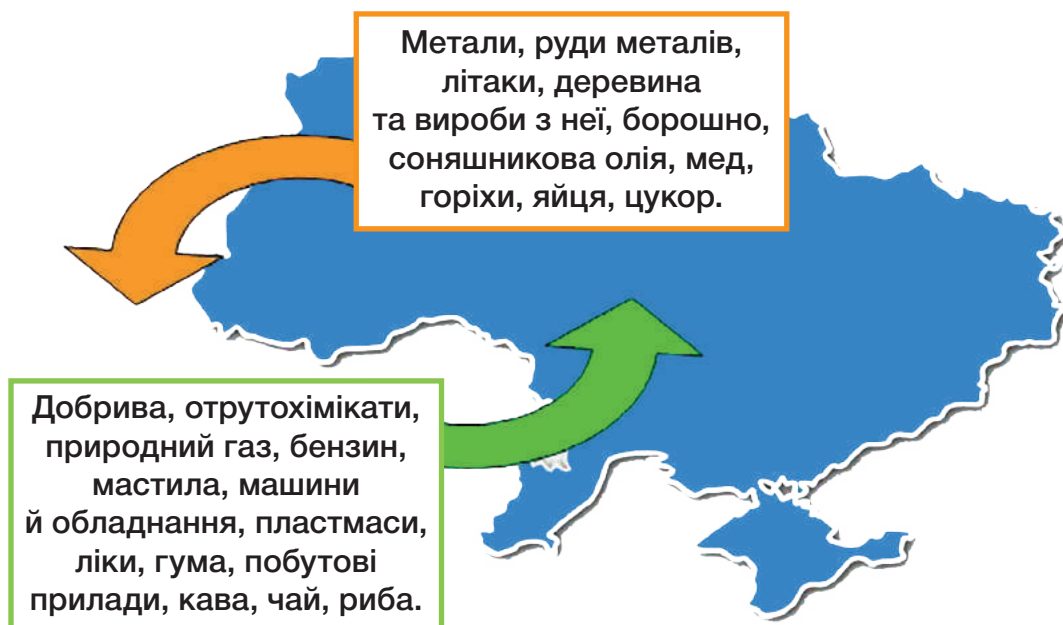 Метали, руди металів,
літаки, деревина
та вироби з неї, борошно,
соняшникова олія, мед,
горіхи, яйця, цукор.
Добрива, отрутохімікати,
природний газ, бензин,
мастила, машини
й обладнання, пластмаси,
ліки, гума, побутові
прилади, кава, чай, риба.